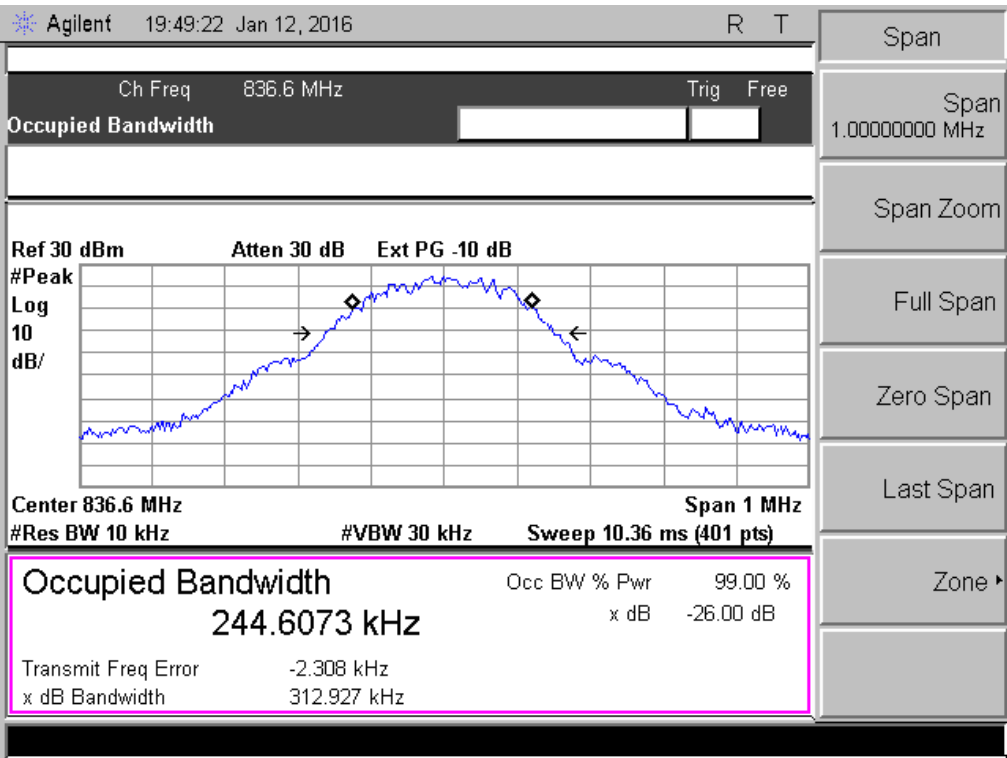 Agilent 19:49:22 Jan 12, 2016 R T
Span
Ch Freq 836.6 MHz Trig Free
Occupied Bandwidth
Span
1.00000000 MHz
Span Zoom
Full Span
Zero Span
Last Span
Zone
Ref 30 dBm Atten 30 dB Ext PG -10 dB
#Peak
Log
10
dB/
Center 836.6 MHz Span 1 MHz
#Res BW 10 kHz #VBW 30 kHz Sweep 10.36 ms (401 pts)
Occupied Bandwidth Occ BW % Pwr 99.00 %
244.6073 kHz x dB -26.00 dB
Transmit Freq Error -2.308 kHz
x dB Bandwidth 312.927 kHz